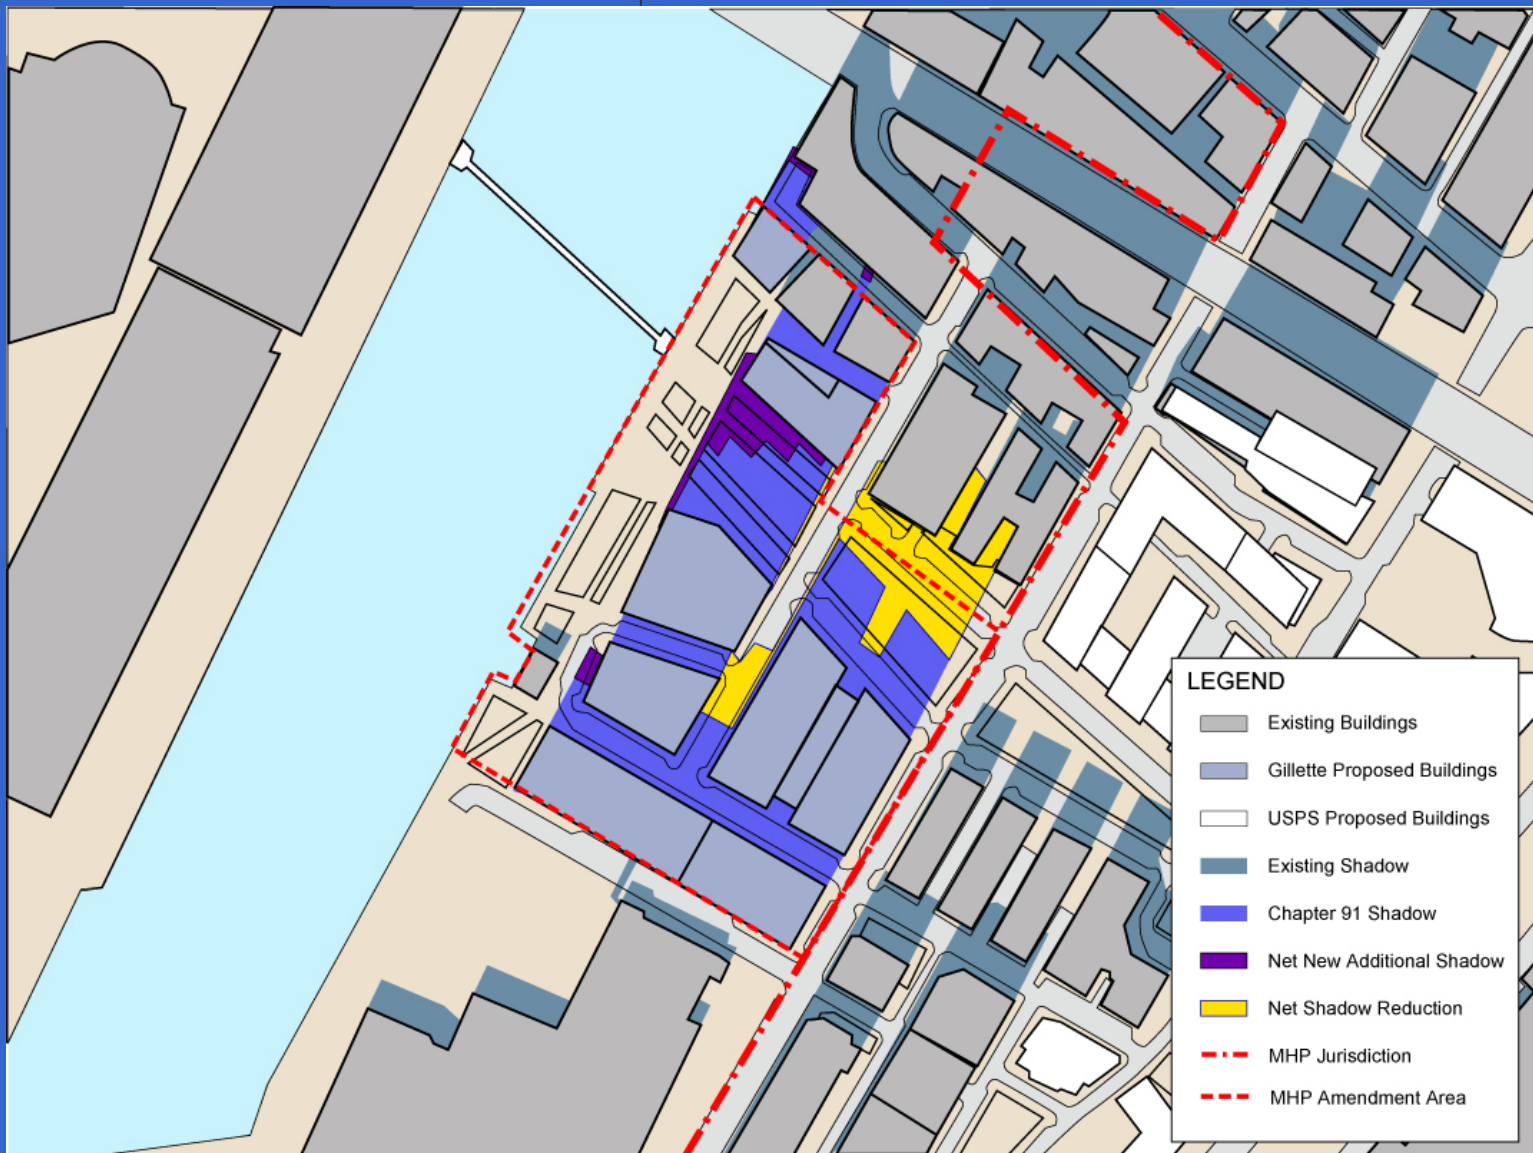 LEGEND
Existing Buildings
Gillette Proposed Buildings
USPS Proposed Buildings
Existing Shadow
Chapter 91 Shadow
Net New Additional Shadow
Net Shadow Reduction
MHP Jurisdiction
MHP Amendment Area